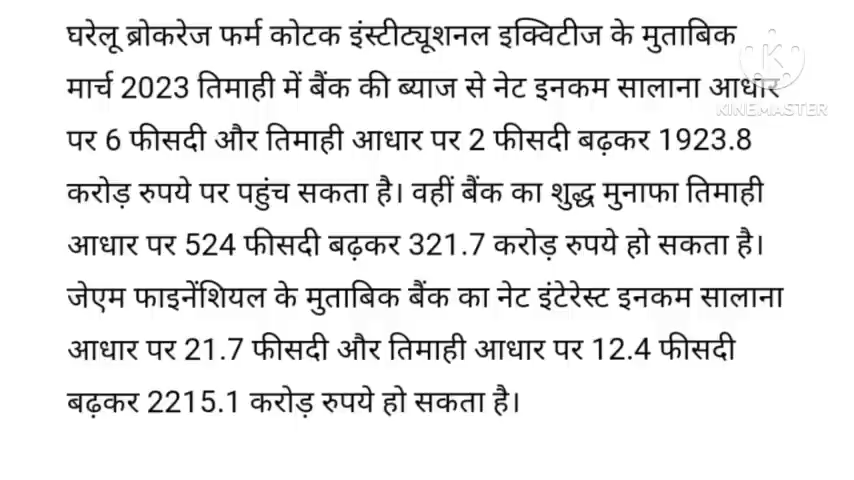 घरेलू ब्रोकरेज फर्म कोटक इंस्टीट्यूशनल इक्विटीज के मुताबिक
मार्च 2023 तिमाही में बैंक की ब्याज से नेट इनकम सालाना आधार
पर 6 फीसदी और तिमाही आधार पर 2 फीसदी बढ़कर 1923.8
करोड़ रुपये पर पहुंच सकता है। वहीं बैंक का शुद्ध मुनाफा तिमाही
आधार पर 524 फीसदी बढ़कर 321.7 करोड़ रुपये हो सकता है।
जेएम फाइनेंशियल के मुताबिक बैंक का नेट इंटेरेस्ट इनकम सालाना
आधार पर 21.7 फीसदी और तिमाही आधार पर 12.4 फीसदी
बढ़कर 2215.1 करोड़ रुपये हो सकता है।
K
KINEMASTER